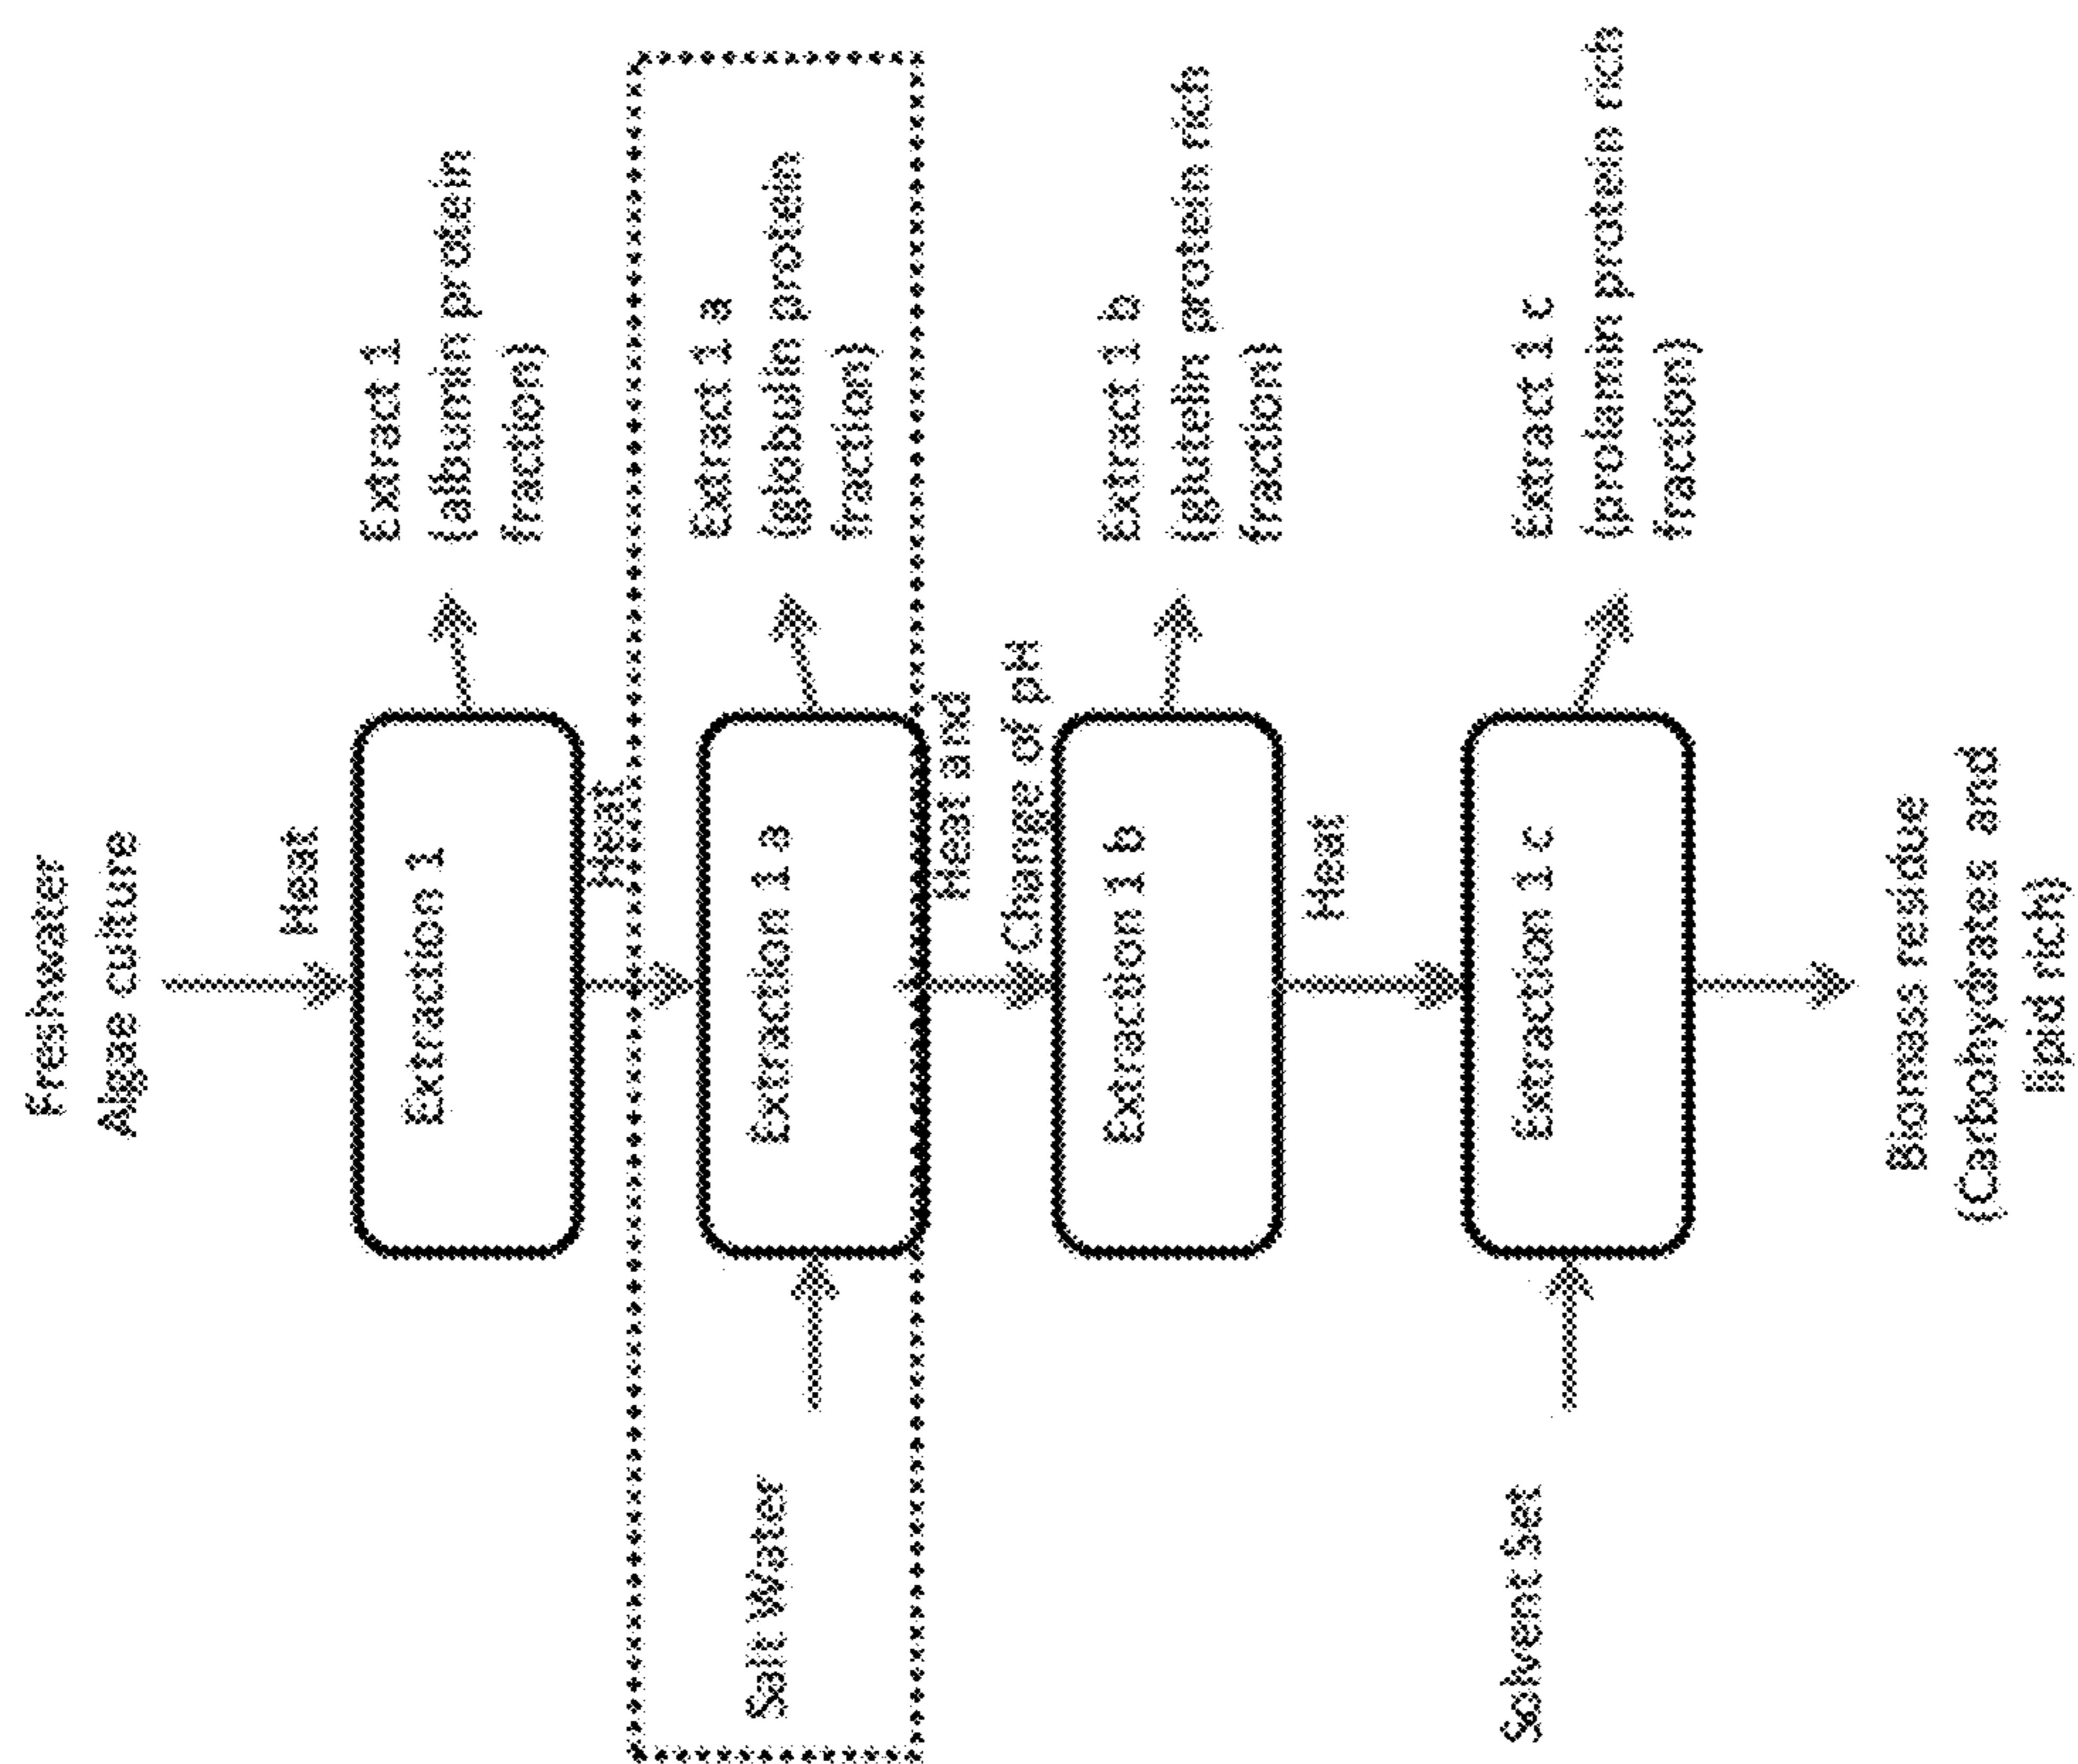 Freshwater
Algae culture
Heat
Extraction 1
Extract 1
(albumin protein
fraction)
Heat
Salt Water
Extraction 1 a
Extract 1 a
(globulin protein
fraction)
Heat and
Change of pH
Extraction 1 b
Extract 1 b
(glutein protein rich
fraction)
Heat
Solvent Set
Extraction 1 c
Extract 1 c
(prolamin protein rich
fraction)
Biomass residue
(Carbohydrates and
lipid rich)